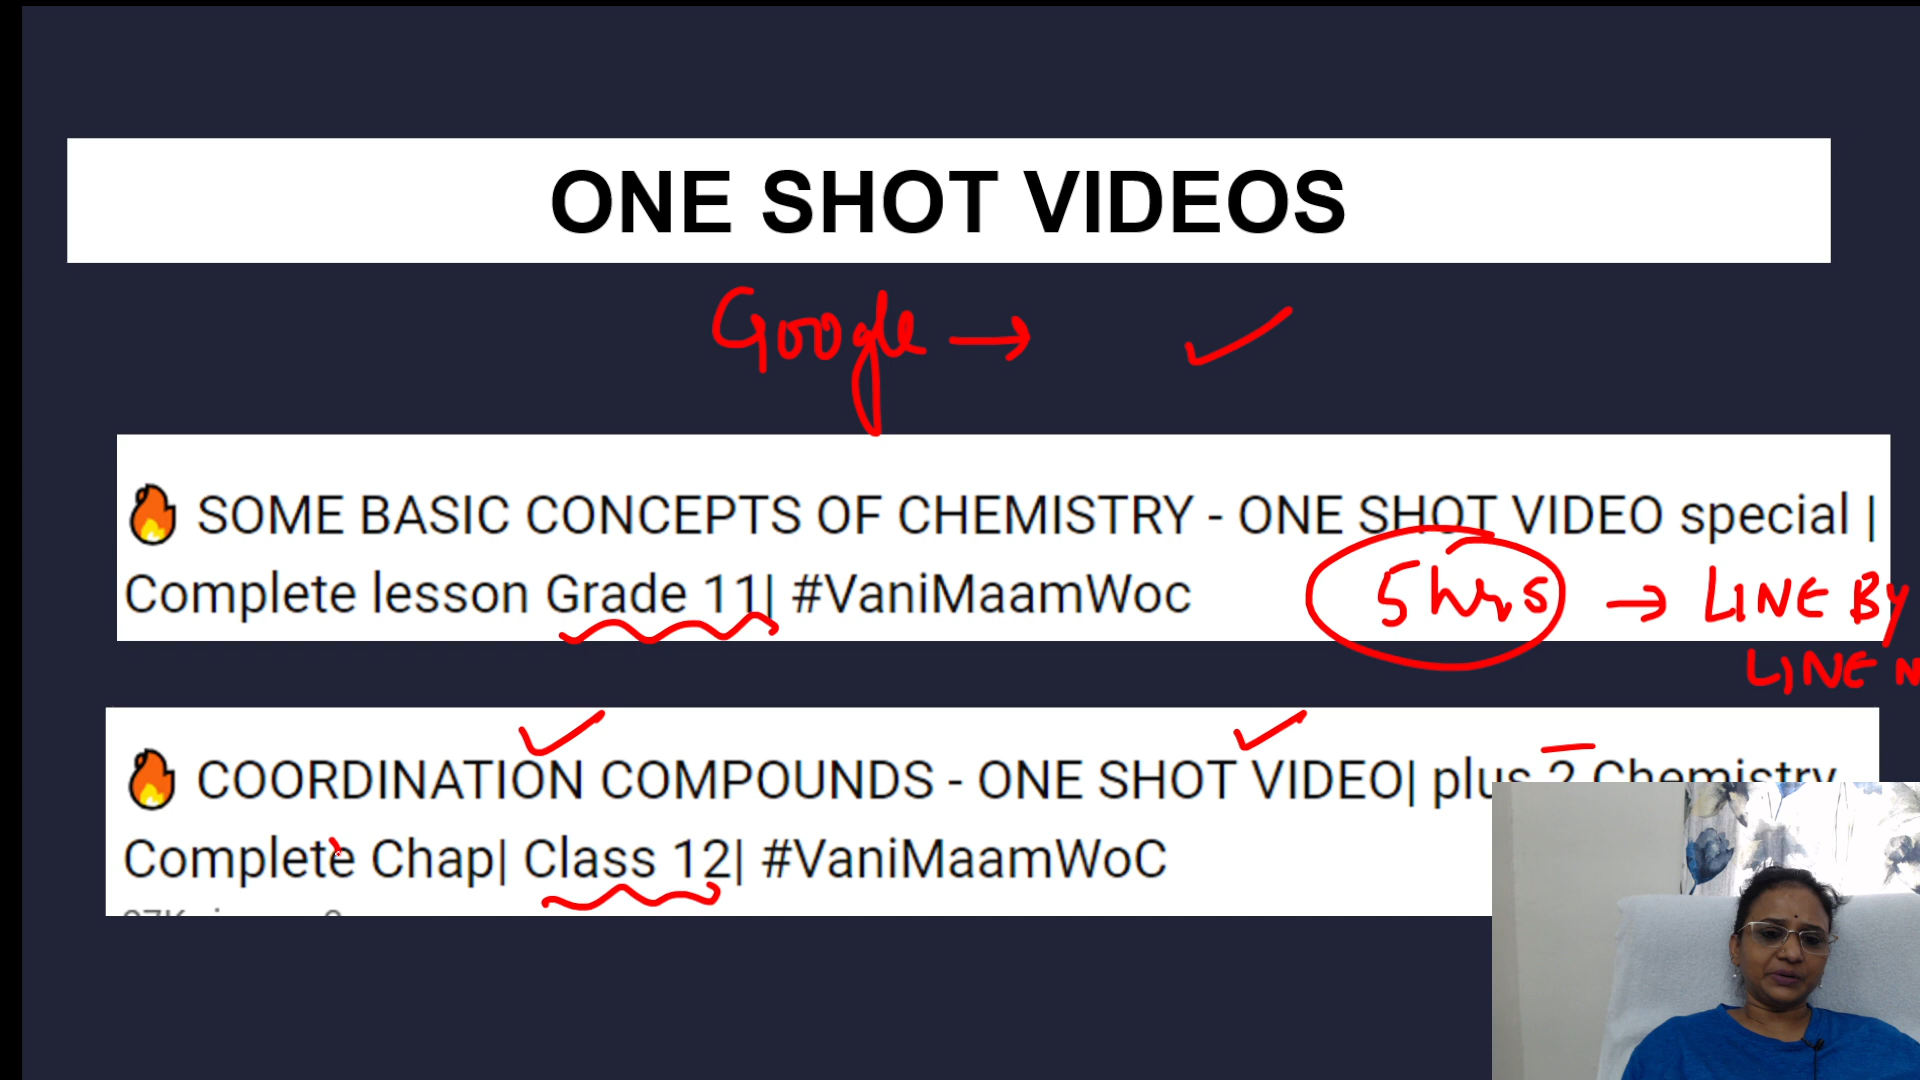 ONE SHOT VIDEOS
Google →
🔥 SOME BASIC CONCEPTS OF CHEMISTRY - ONE SHOT VIDEO special |
Complete lesson Grade 11| #VaniMaamWoc
5 hrs → LINE BY
LINE N
🔥 COORDINATION COMPOUNDS - ONE SHOT VIDEO| plus 2 Chemistry
Complete Chap| Class 12| #VaniMaamWoC